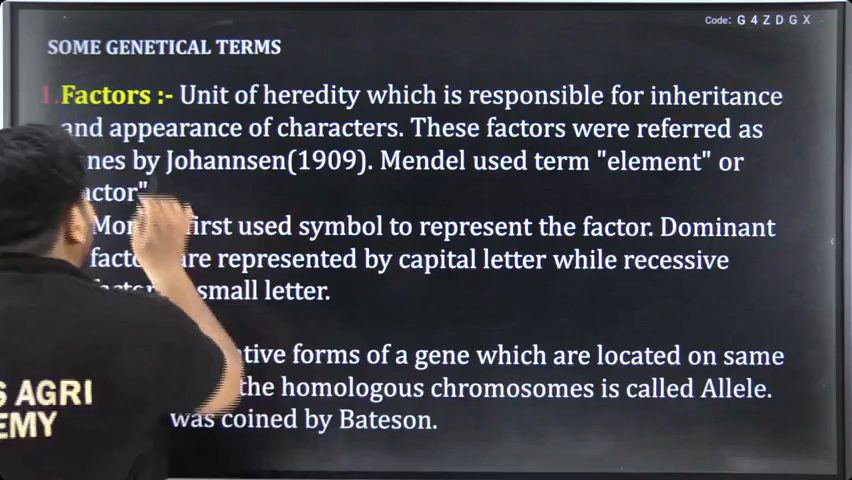 Code: G 4 Z D G X
SOME GENETICAL TERMS
1. Factors :- Unit of heredity which is responsible for inheritance
and appearance of characters. These factors were referred as
nes by Johannsen(1909). Mendel used term "element" or
actor"
first used symbol to represent the factor. Dominant
are represented by capital letter while recessive
small letter.
tive forms of a gene which are located on same
the homologous chromosomes is called Allele.
was coined by Bateson.
S AGRI
EMY